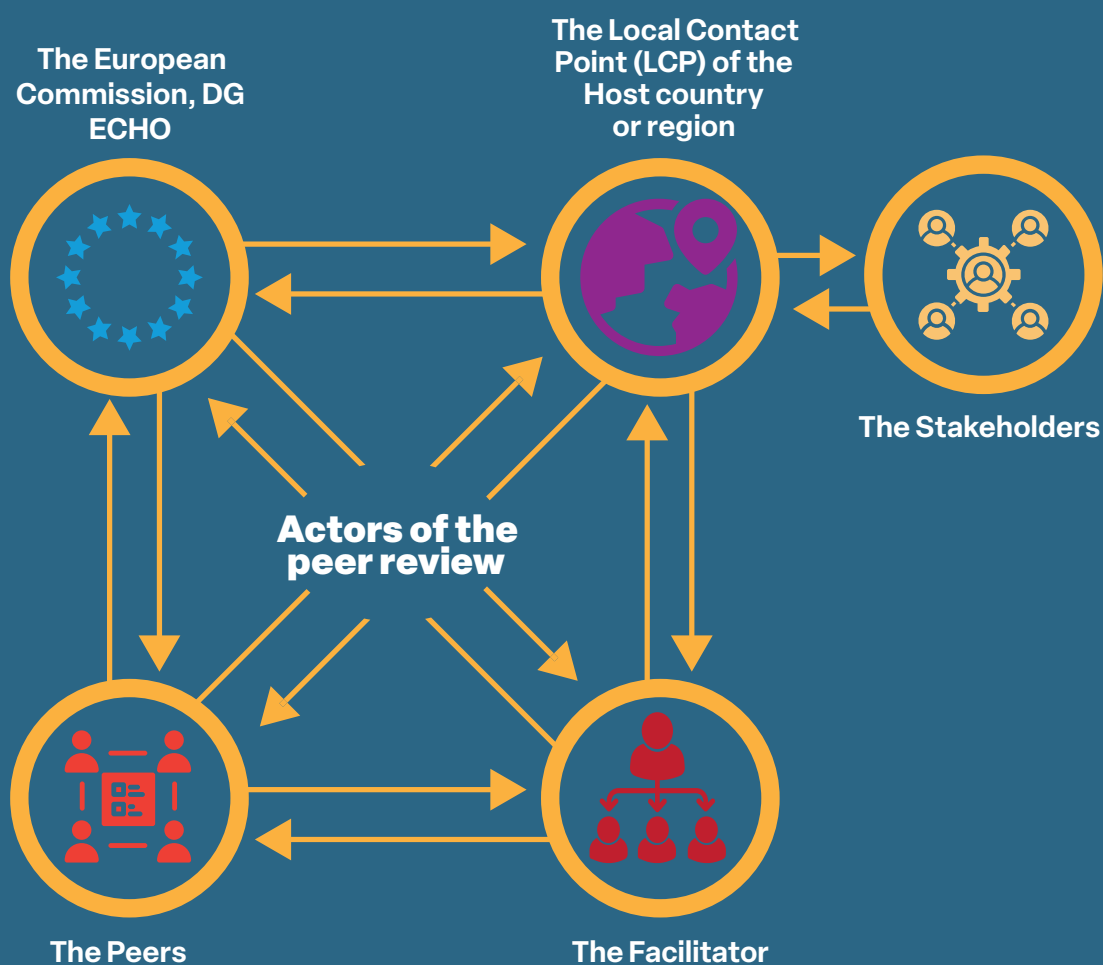 The European
Commission, DG
ECHO
The Local Contact
Point (LCP) of the
Host country
or region
The Stakeholders
Actors of the
peer review
The Peers
The Facilitator